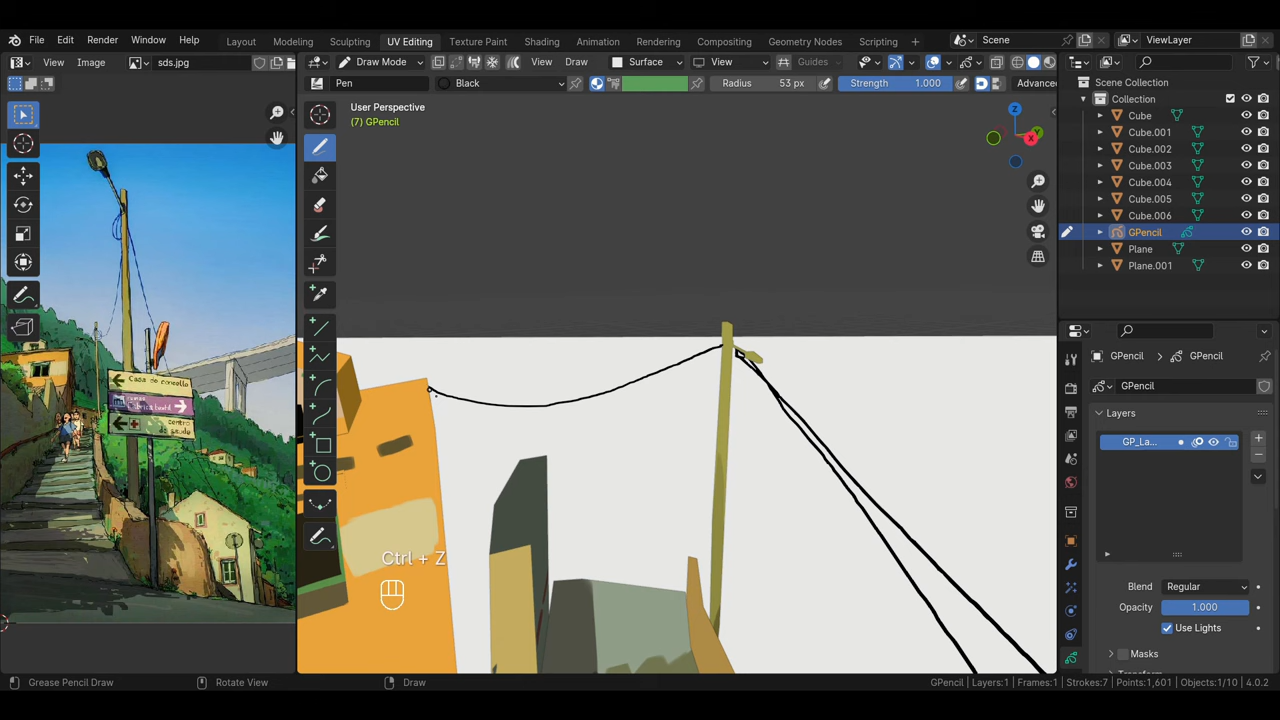 File Edit Render Window Help Layout Modeling Sculpting UV Editing Texture Paint Shading Animation Rendering Compositing Geometry Nodes Scripting + Scene ViewLayer
View Image sds.jpg Draw Mode View Draw Surface View Guides
Pen Black Radius 53 px Strength 1.000 Advanced
User Perspective
(7) GPencil
Z
X
Scene Collection
Collection
Cube
Cube.001
Cube.002
Cube.003
Cube.004
Cube.005
Cube.006
GPencil
Plane
Plane.001
GPencil > GPencil
GPencil
Layers
GP_La...
Blend Regular
Opacity 1.000
Use Lights
Masks
Casa do concello
centro
de saude
Ctrl + Z
Grease Pencil Draw Rotate View Draw GPencil | Layers:1 | Frames:1 | Strokes:7 | Points:1,601 | Objects:1/10 | 4.0.2